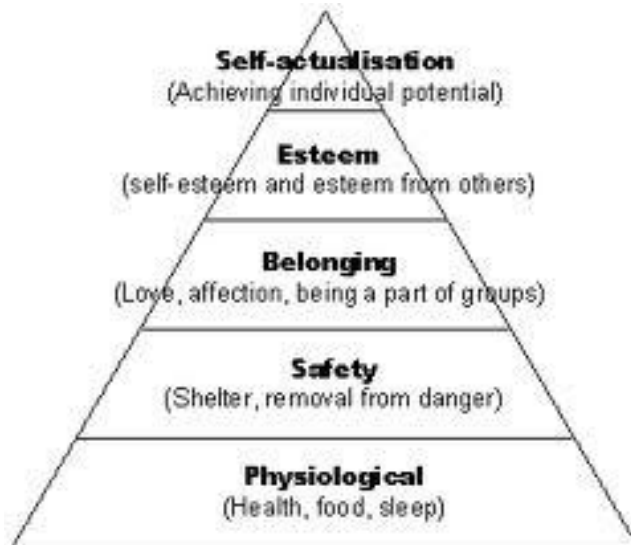 Self-actualisation
(Achieving individual potential)
Esteem
(self-esteem and esteem from others)
Belonging
(Love, affection, being a part of groups)
Safety
(Shelter, removal from danger)
Physiological
(Health, food, sleep)